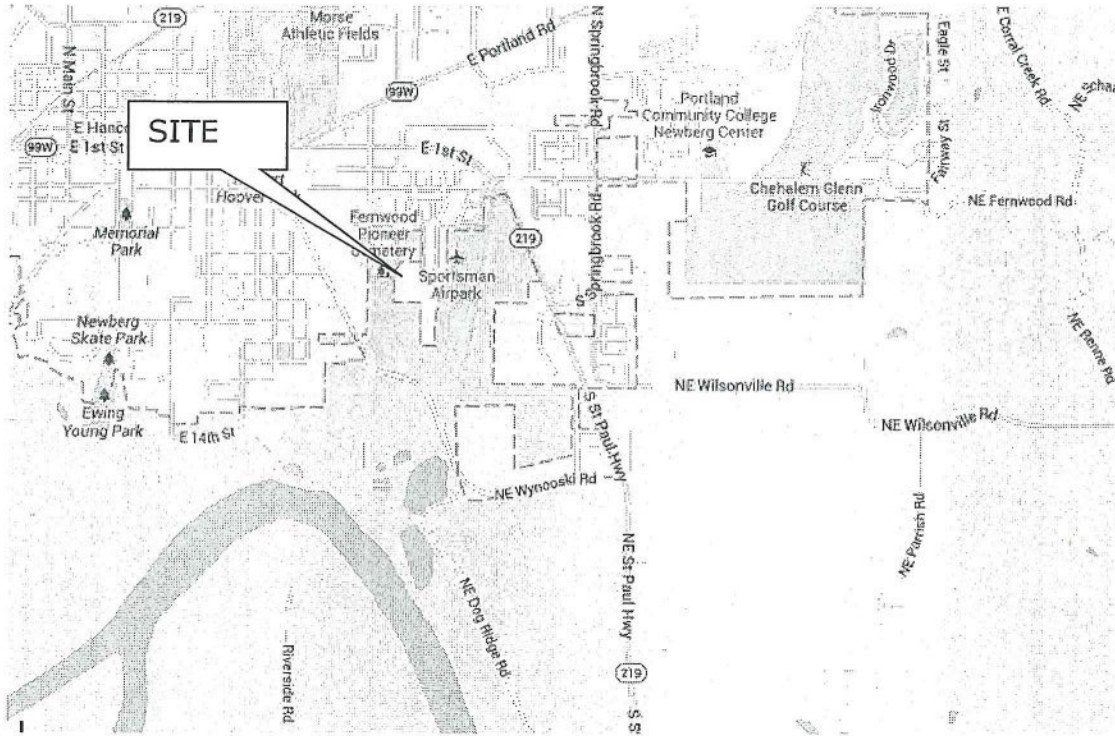 219
Morse
Athletic Fields
N Main St
E Portland Rd
N Springbrook Rd
99W
Ironwood Dr
Eagle St
E Corral Creek Rd
Portland
Community College
Newberg Center
SITE
E Hanc
99W
E 1st St
E 1st St
Chehalem Glenn
Golf Course
NE Fernwood Rd
Fernwood
Pioneer
Memorial
Park
219
Springbrook Rd
Sportsman
Airpark
S S
Newberg
Skate Park
NE Renne Rd
NE Wilsonville Rd
Ewing
Young Park
E 14th St
S St Paul Hwy
NE Wilsonville Rd
NE Wynooski Rd
NE Parrish Rd
NE St Paul Hwy
NE Dog Ridge Rd
Riverside Rd
219
S S